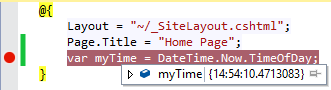 @{
Layout = "~/_SiteLayout.cshtml";
Page.Title = "Home Page";
var myTime = DateTime.Now.TimeOfDay;
myTime {14:54:10.4713083}
}